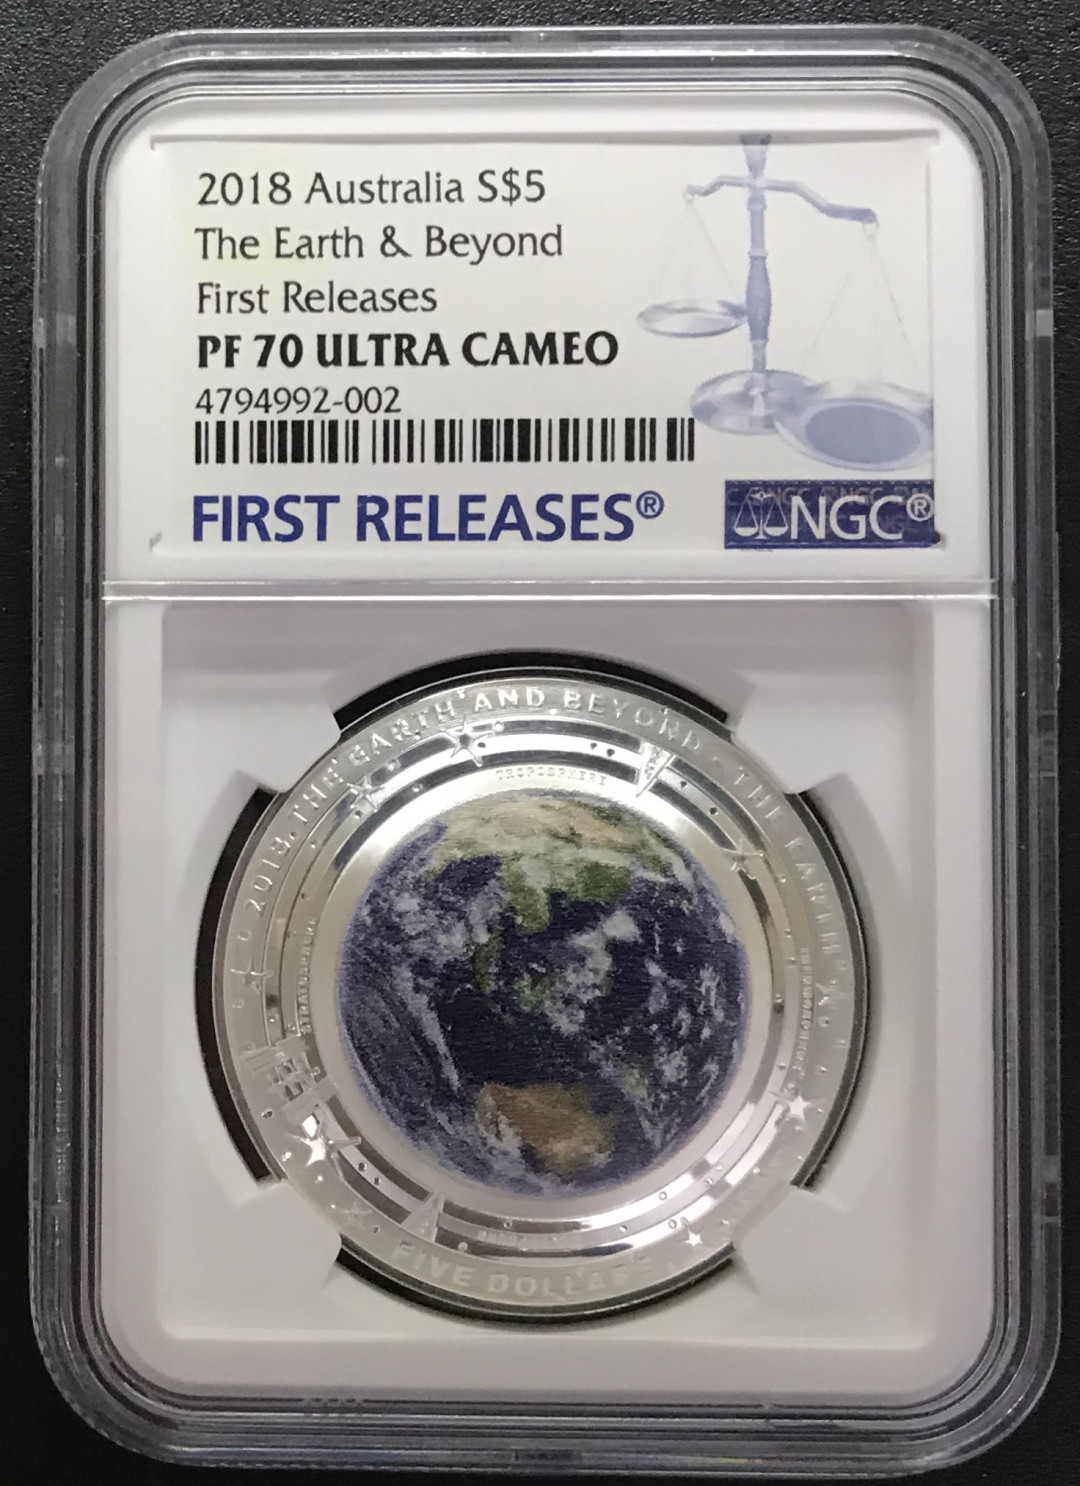 2018 Australia S$5
The Earth & Beyond
First Releases
PF 70 ULTRA CAMEO
4794992-002
FIRST RELEASES®
NGC®
2018 · THE EARTH AND BEYOND · THE EARTH
TROPOSPHERE
STRATOSPHERE
FIVE DOLLARS